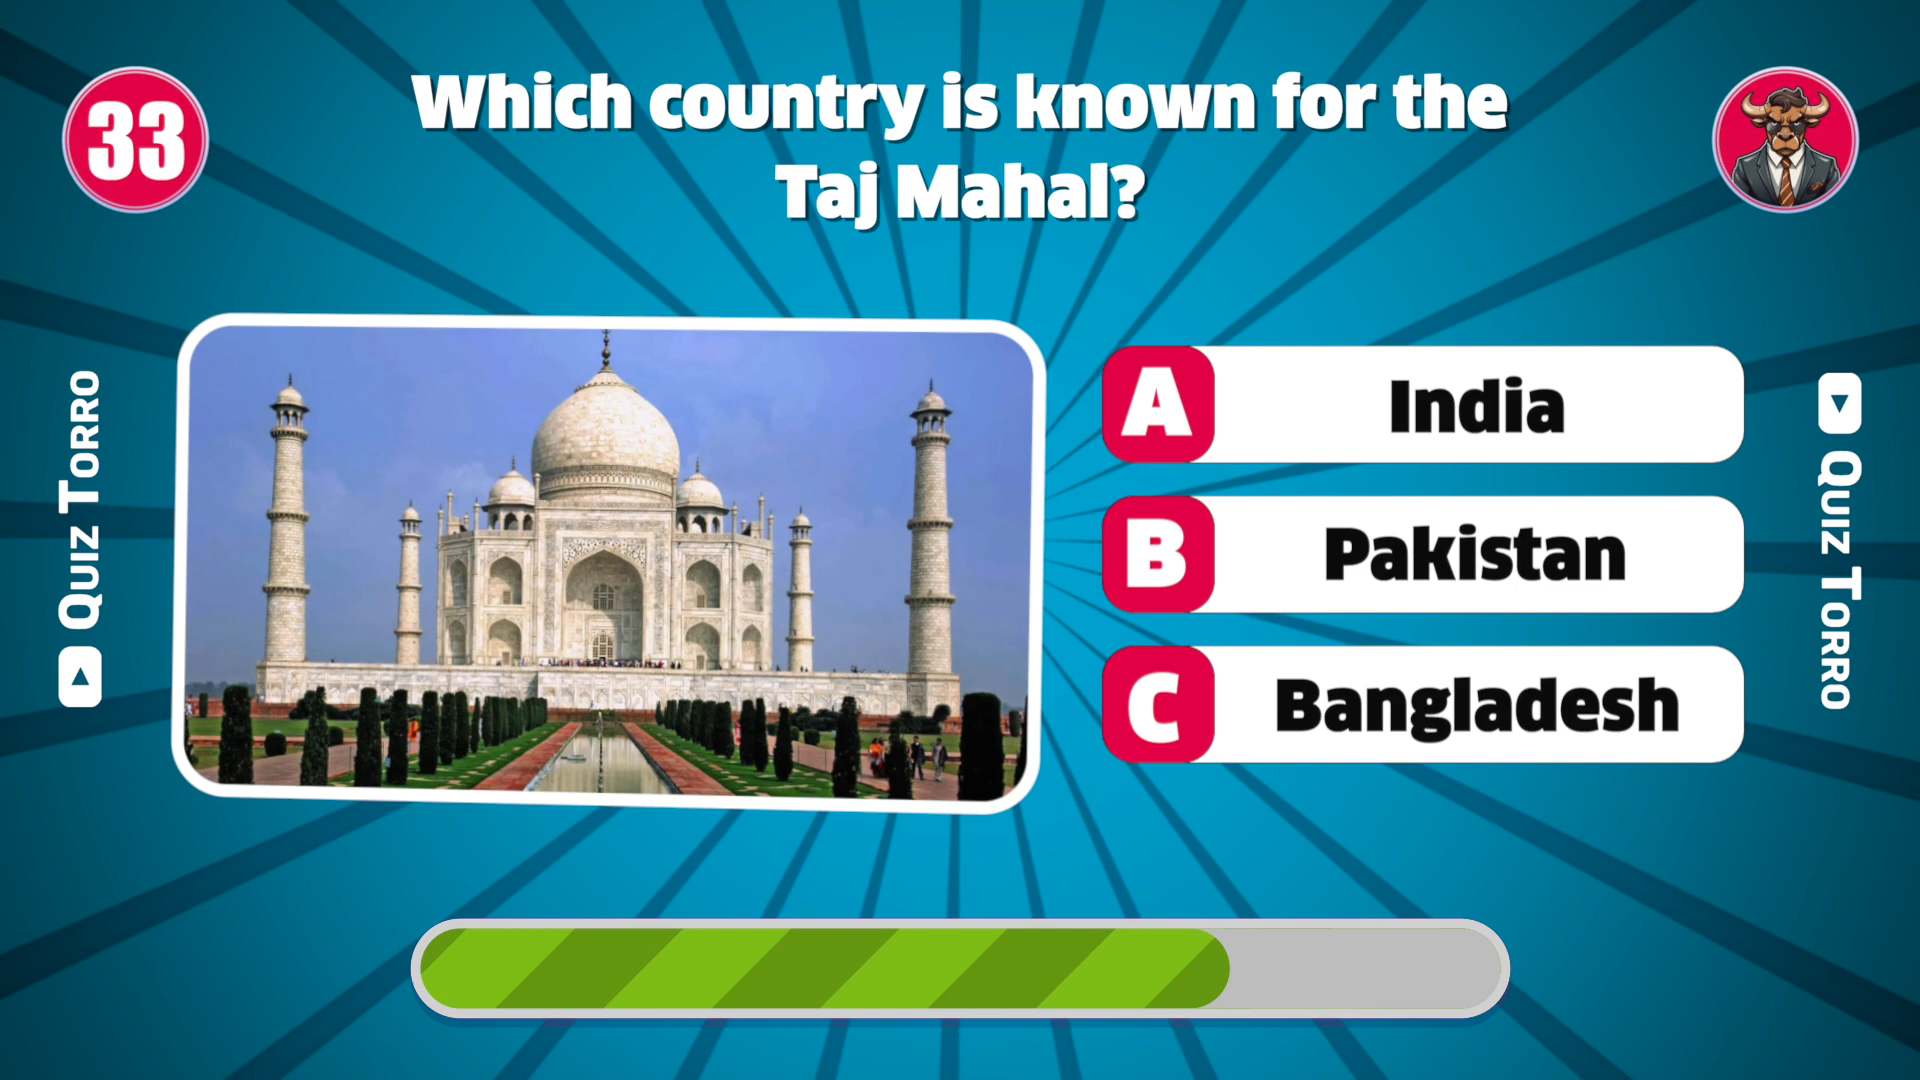 33
Which country is known for the
Taj Mahal?
A India
B Pakistan
C Bangladesh
Quiz Torro
Quiz Torro